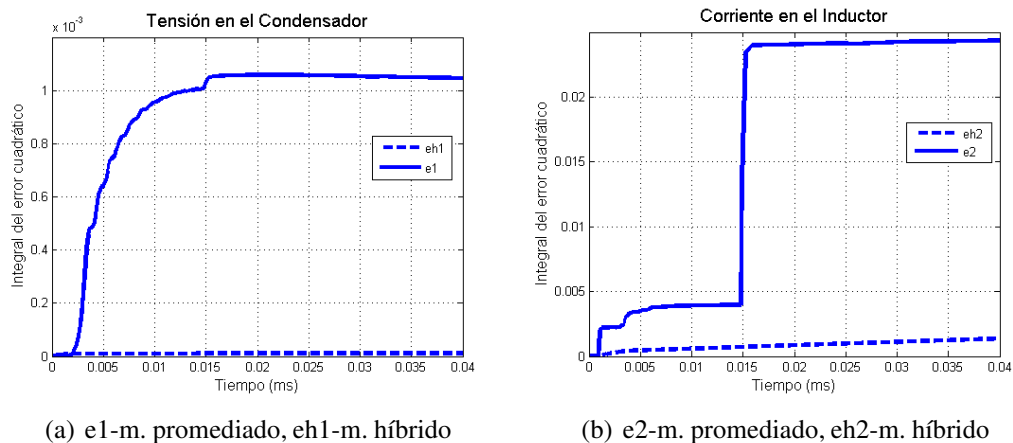 Tensión en el Condensador
x 10-3
Integral del error cuadrático
1
0.8
0.6
0.4
0.2
0
eh1
e1
0 0.005 0.01 0.015 0.02 0.025 0.03 0.035 0.04
Tiempo (ms)
(a) e1-m. promediado, eh1-m. híbrido
Corriente en el Inductor
Integral del error cuadrático
0.02
0.015
0.01
0.005
0
eh2
e2
0 0.005 0.01 0.015 0.02 0.025 0.03 0.035 0.04
Tiempo (ms)
(b) e2-m. promediado, eh2-m. híbrido